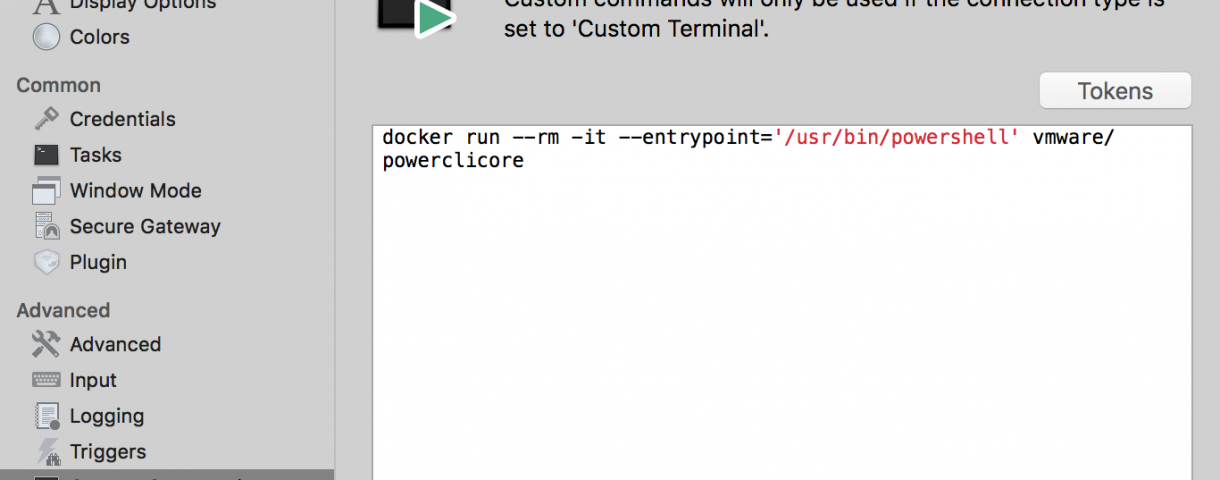 Display Options
Colors
Common
Credentials
Tasks
Window Mode
Secure Gateway
Plugin
Advanced
Advanced
Input
Logging
Triggers
Custom commands will only be used if the connection type is
set to 'Custom Terminal'.
Tokens
docker run --rm -it --entrypoint='/usr/bin/powershell' vmware/
powerclicore